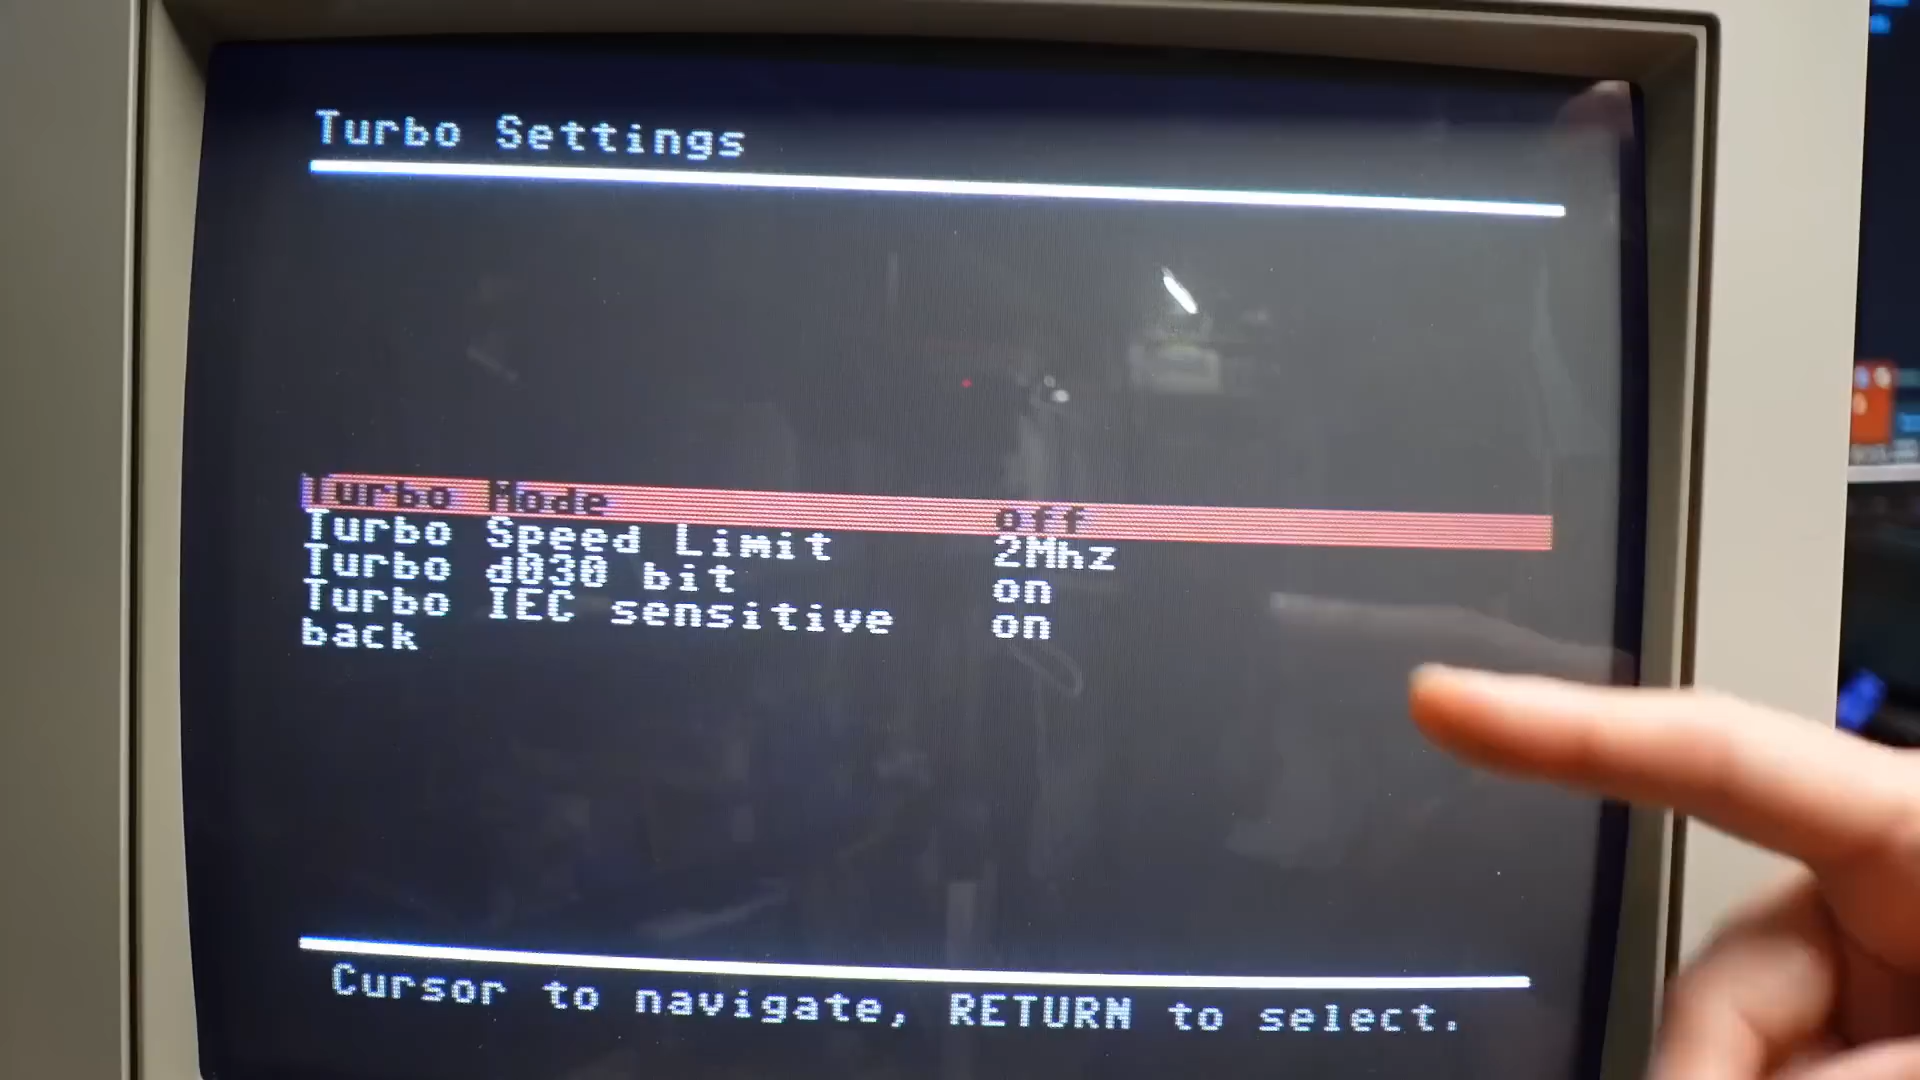 Turbo Settings
Turbo Mode off
Turbo Speed Limit 2Mhz
Turbo d030 bit on
Turbo IEC sensitive on
back
Cursor to navigate, RETURN to select.